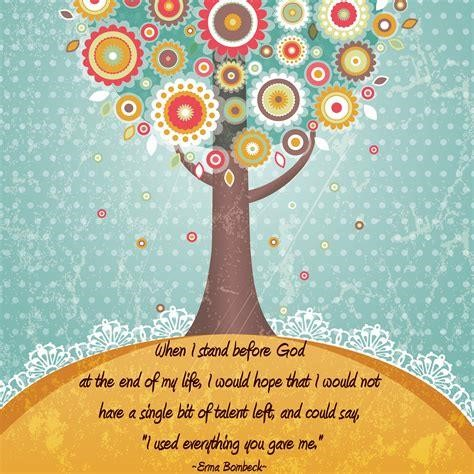 When I stand before God
at the end of my life, I would hope that I would not
have a single bit of talent left, and could say,
"I used everything you gave me."
~Erma Bombeck~